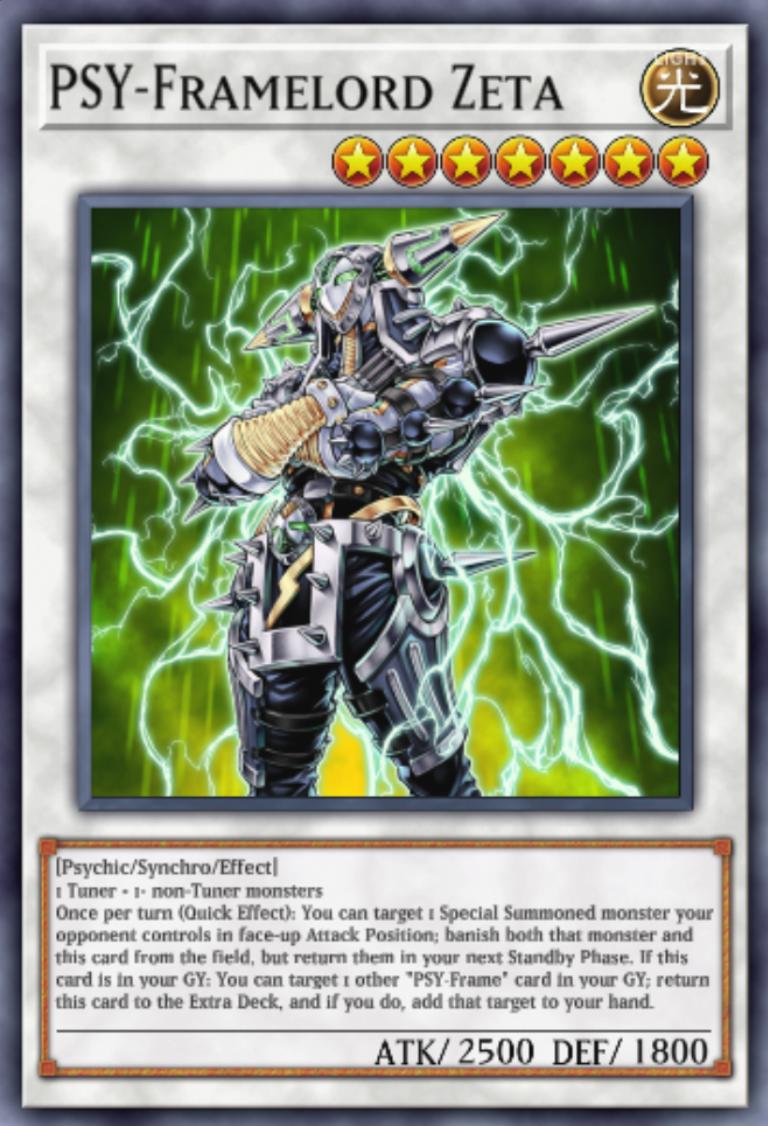 PSY-Framelord Zeta
LIGHT
光
[Psychic/Synchro/Effect]
1 Tuner + 1+ non-Tuner monsters
Once per turn (Quick Effect): You can target 1 Special Summoned monster your
opponent controls in face-up Attack Position; banish both that monster and
this card from the field, but return them in your next Standby Phase. If this
card is in your GY: You can target 1 other "PSY-Frame" card in your GY; return
this card to the Extra Deck, and if you do, add that target to your hand.
ATK/ 2500 DEF/ 1800